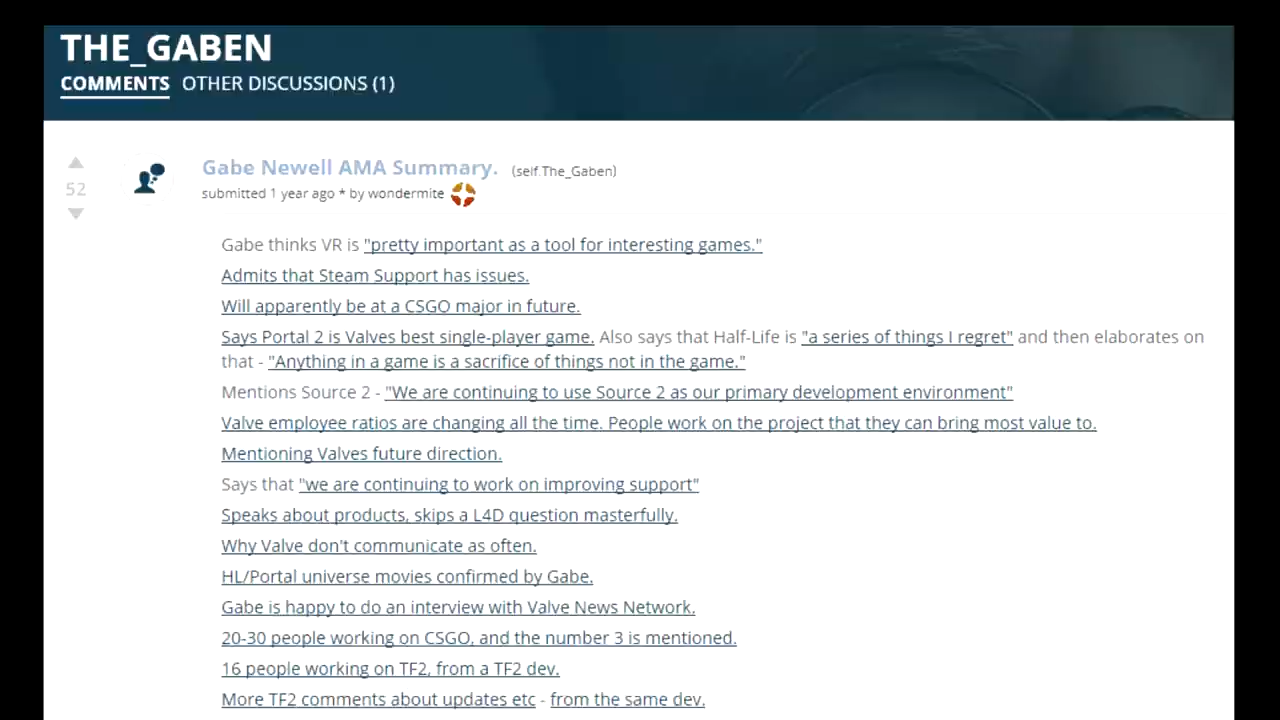 THE_GABEN
COMMENTS OTHER DISCUSSIONS (1)
Gabe Newell AMA Summary. (self.The_Gaben)
52
submitted 1 year ago * by wondermite
Gabe thinks VR is "pretty important as a tool for interesting games."
Admits that Steam Support has issues.
Will apparently be at a CSGO major in future.
Says Portal 2 is Valves best single-player game. Also says that Half-Life is "a series of things I regret" and then elaborates on
that - "Anything in a game is a sacrifice of things not in the game."
Mentions Source 2 - "We are continuing to use Source 2 as our primary development environment"
Valve employee ratios are changing all the time. People work on the project that they can bring most value to.
Mentioning Valves future direction.
Says that "we are continuing to work on improving support"
Speaks about products, skips a L4D question masterfully.
Why Valve don't communicate as often.
HL/Portal universe movies confirmed by Gabe.
Gabe is happy to do an interview with Valve News Network.
20-30 people working on CSGO, and the number 3 is mentioned.
16 people working on TF2, from a TF2 dev.
More TF2 comments about updates etc - from the same dev.